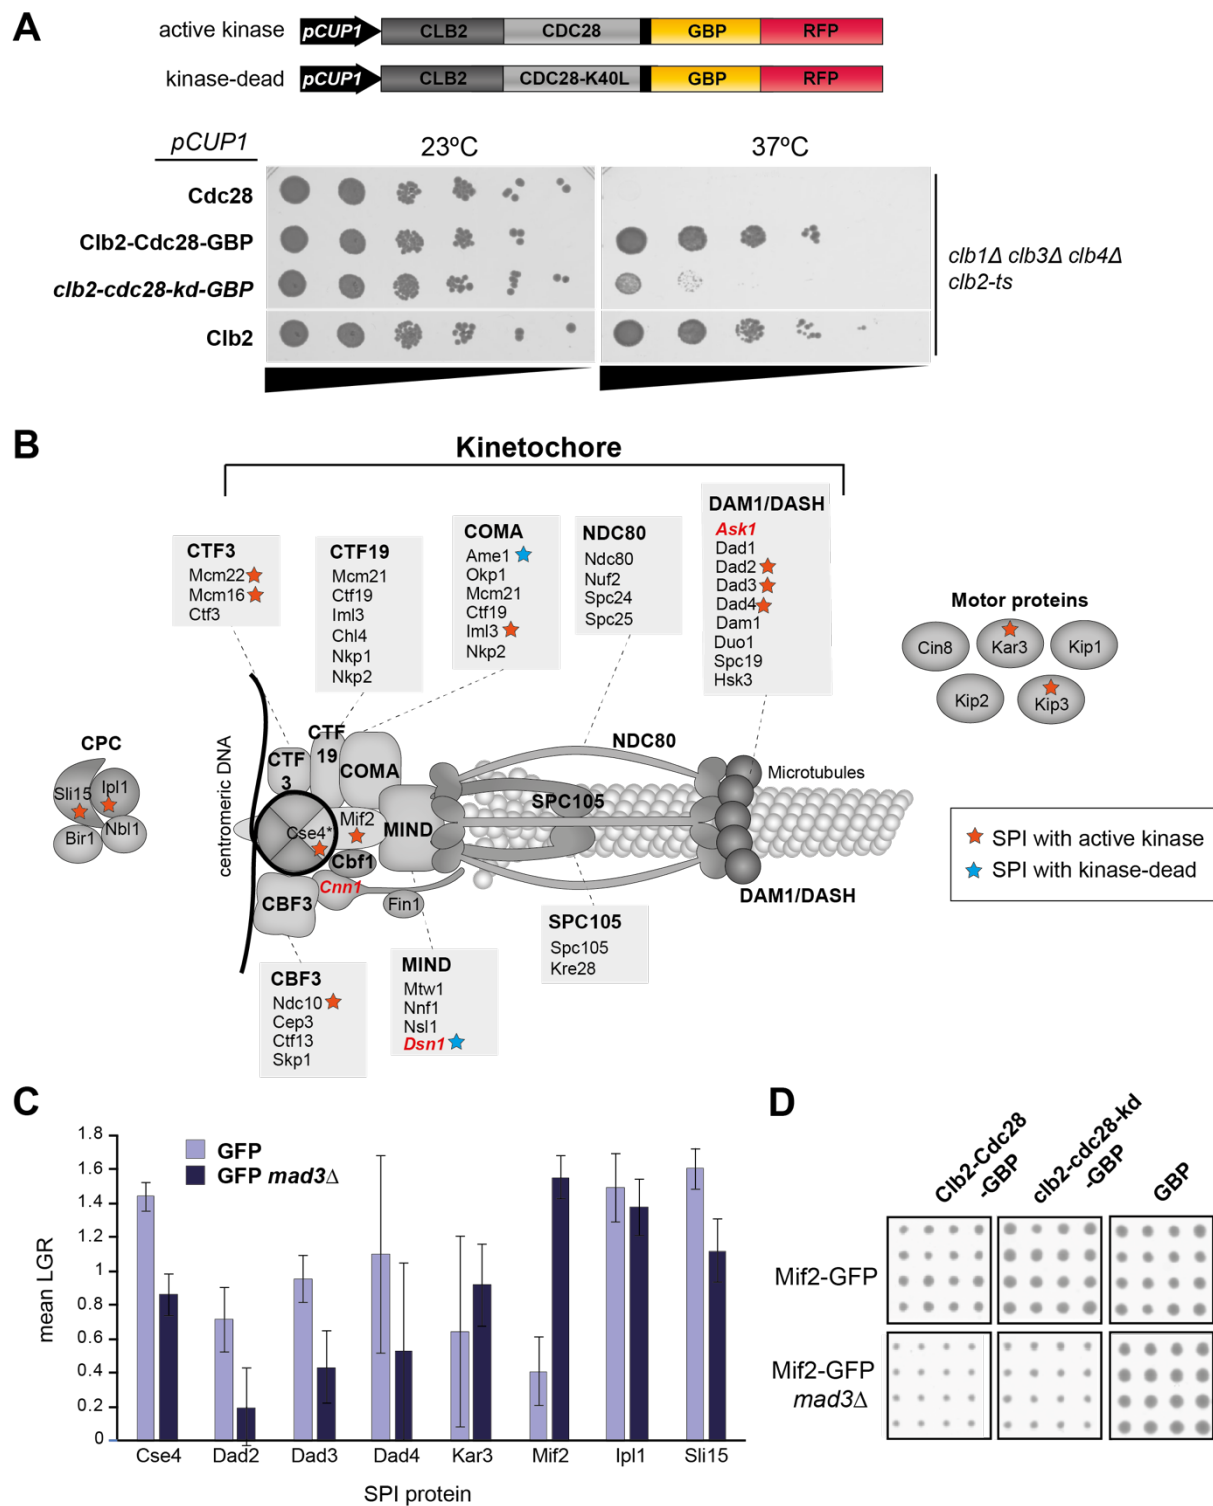 A
active kinase
pCUP1
CLB2
CDC28
GBP
RFP
kinase-dead
pCUP1
CLB2
CDC28-K40L
GBP
RFP
pCUP1
23ºC
37ºC
Cdc28
Clb2-Cdc28-GBP
clb2-cdc28-kd-GBP
Clb2
clb1Δ clb3Δ clb4Δ
clb2-ts
B
Kinetochore
CTF3
Mcm22
Mcm16
Ctf3
CTF19
Mcm21
Ctf19
Iml3
Chl4
Nkp1
Nkp2
COMA
Ame1
Okp1
Mcm21
Ctf19
Iml3
Nkp2
NDC80
Ndc80
Nuf2
Spc24
Spc25
DAM1/DASH
Ask1
Dad1
Dad2
Dad3
Dad4
Dam1
Duo1
Spc19
Hsk3
Motor proteins
Cin8
Kar3
Kip1
Kip2
Kip3
CPC
Sli15
Ipl1
Bir1
Nbl1
centromeric DNA
CTF
3
CTF
19
COMA
Cse4*
Mif2
MIND
Cbf1
Cnn1
CBF3
Fin1
NDC80
SPC105
Microtubules
DAM1/DASH
SPI with active kinase
SPI with kinase-dead
CBF3
Ndc10
Cep3
Ctf13
Skp1
MIND
Mtw1
Nnf1
Nsl1
Dsn1
SPC105
Spc105
Kre28
C
GFP
GFP mad3Δ
mean LGR
1.8
1.6
1.4
1.2
1
0.8
0.6
0.4
0.2
0
Cse4
Dad2
Dad3
Dad4
Kar3
Mif2
Ipl1
Sli15
SPI protein
D
Clb2-Cdc28
-GBP
clb2-cdc28-kd
-GBP
GBP
Mif2-GFP
Mif2-GFP
mad3Δ